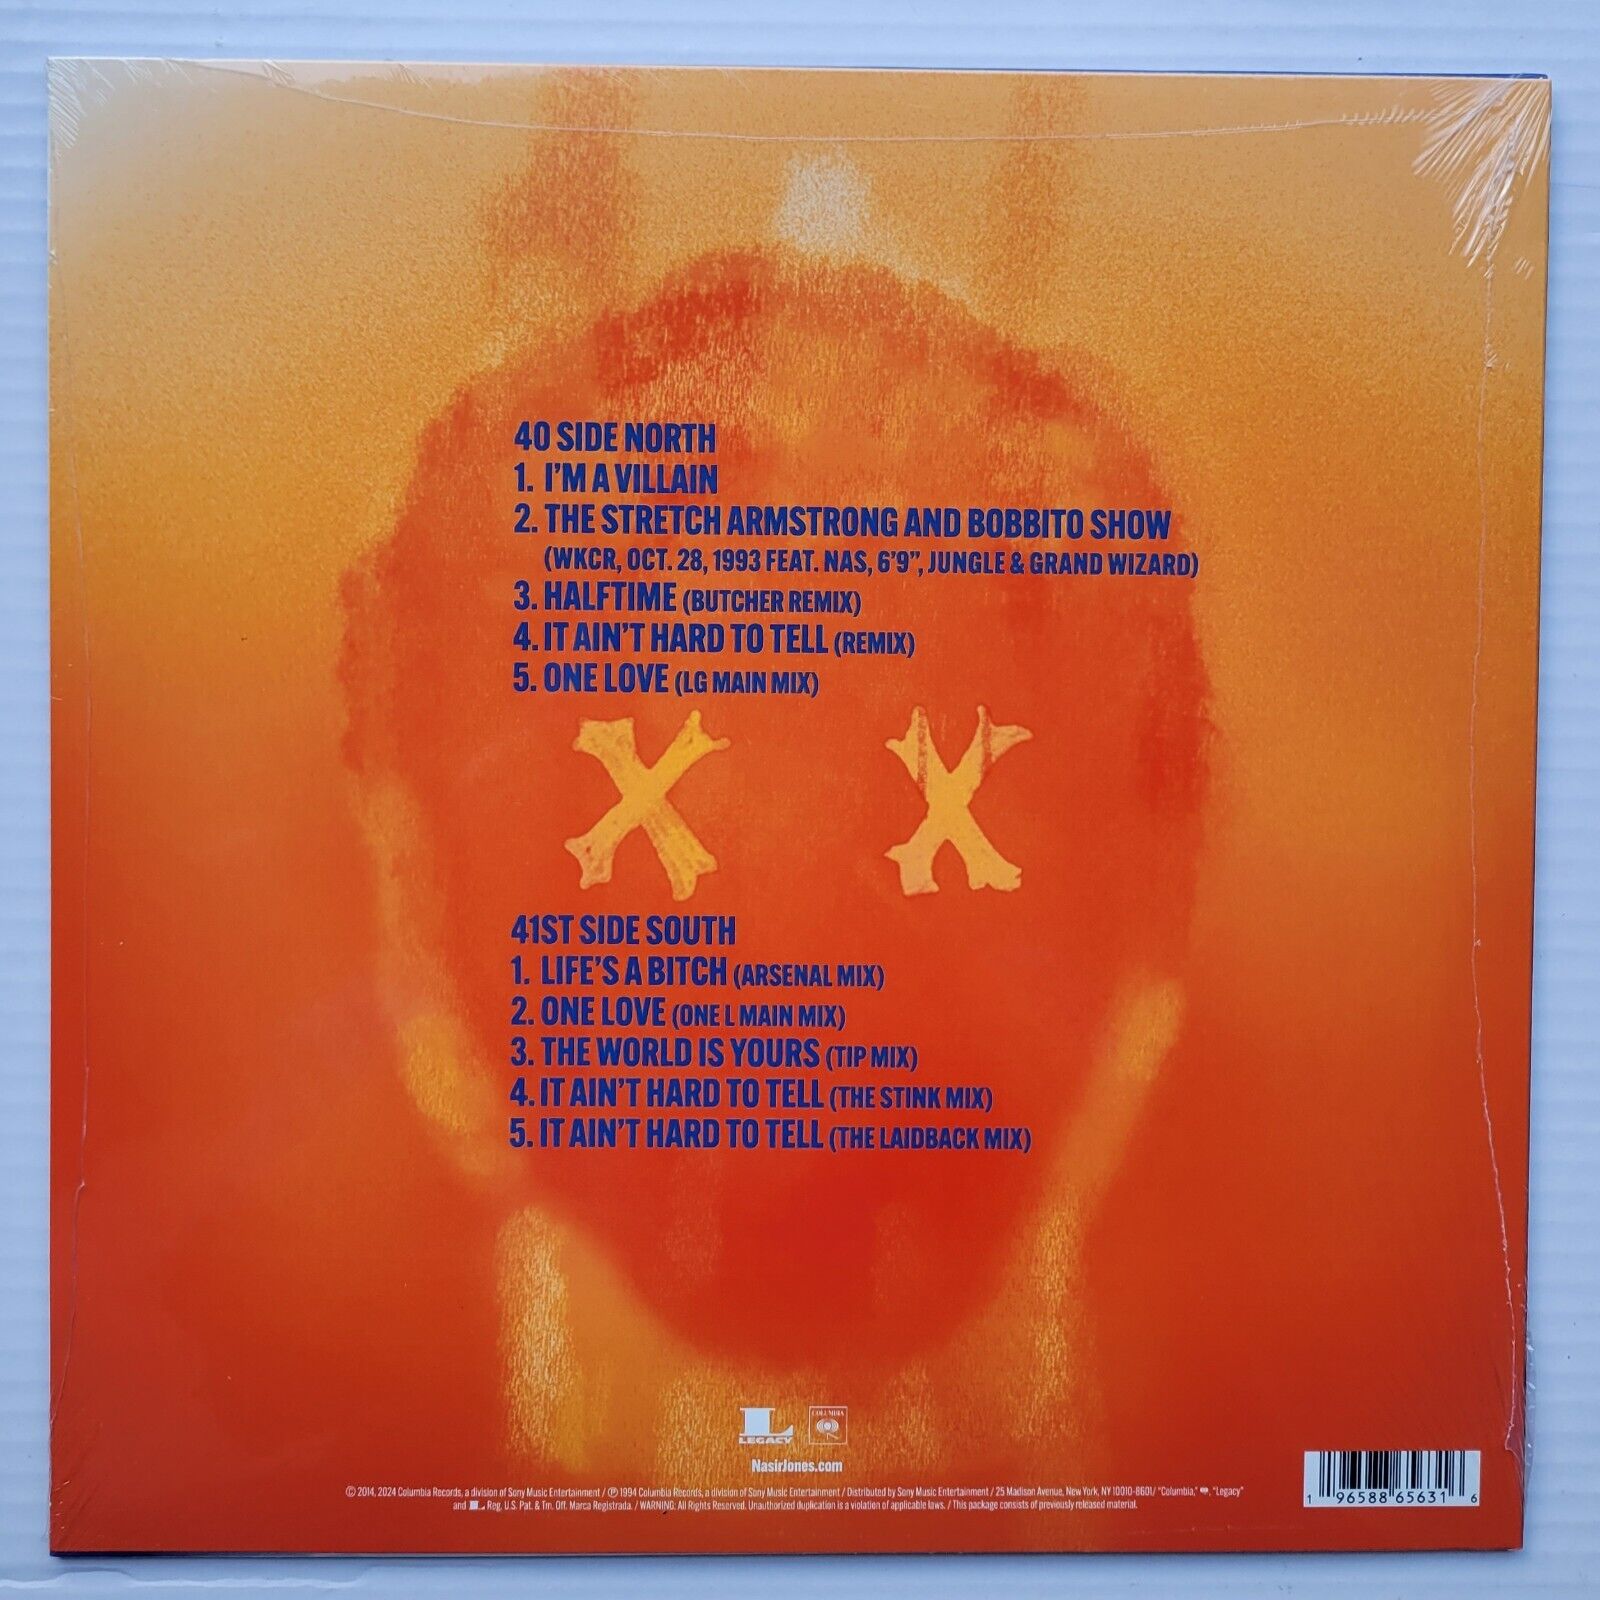 40 SIDE NORTH
1. I'M A VILLAIN
2. THE STRETCH ARMSTRONG AND BOBBITO SHOW
(WKCR, OCT. 28, 1993 FEAT. NAS, 6'9", JUNGLE & GRAND WIZARD)
3. HALFTIME (BUTCHER REMIX)
4. IT AIN'T HARD TO TELL (REMIX)
5. ONE LOVE (LG MAIN MIX)
41ST SIDE SOUTH
1. LIFE'S A BITCH (ARSENAL MIX)
2. ONE LOVE (ONE L MAIN MIX)
3. THE WORLD IS YOURS (TIP MIX)
4. IT AIN'T HARD TO TELL (THE STINK MIX)
5. IT AIN'T HARD TO TELL (THE LAIDBACK MIX)
L LEGACY COLUMBIA
NasirJones.com
© 2014, 2024 Columbia Records, a division of Sony Music Entertainment / ℗ 1994 Columbia Records, a division of Sony Music Entertainment / Distributed by Sony Music Entertainment / 25 Madison Avenue, New York, NY 10010-8601/ "Columbia," "Legacy"
and L Reg. U.S. Pat. & Tm. Off. Marca Registrada. / WARNING: All Rights Reserved. Unauthorized duplication is a violation of applicable laws. / This package consists of previously released material.
1 96588 65631 6